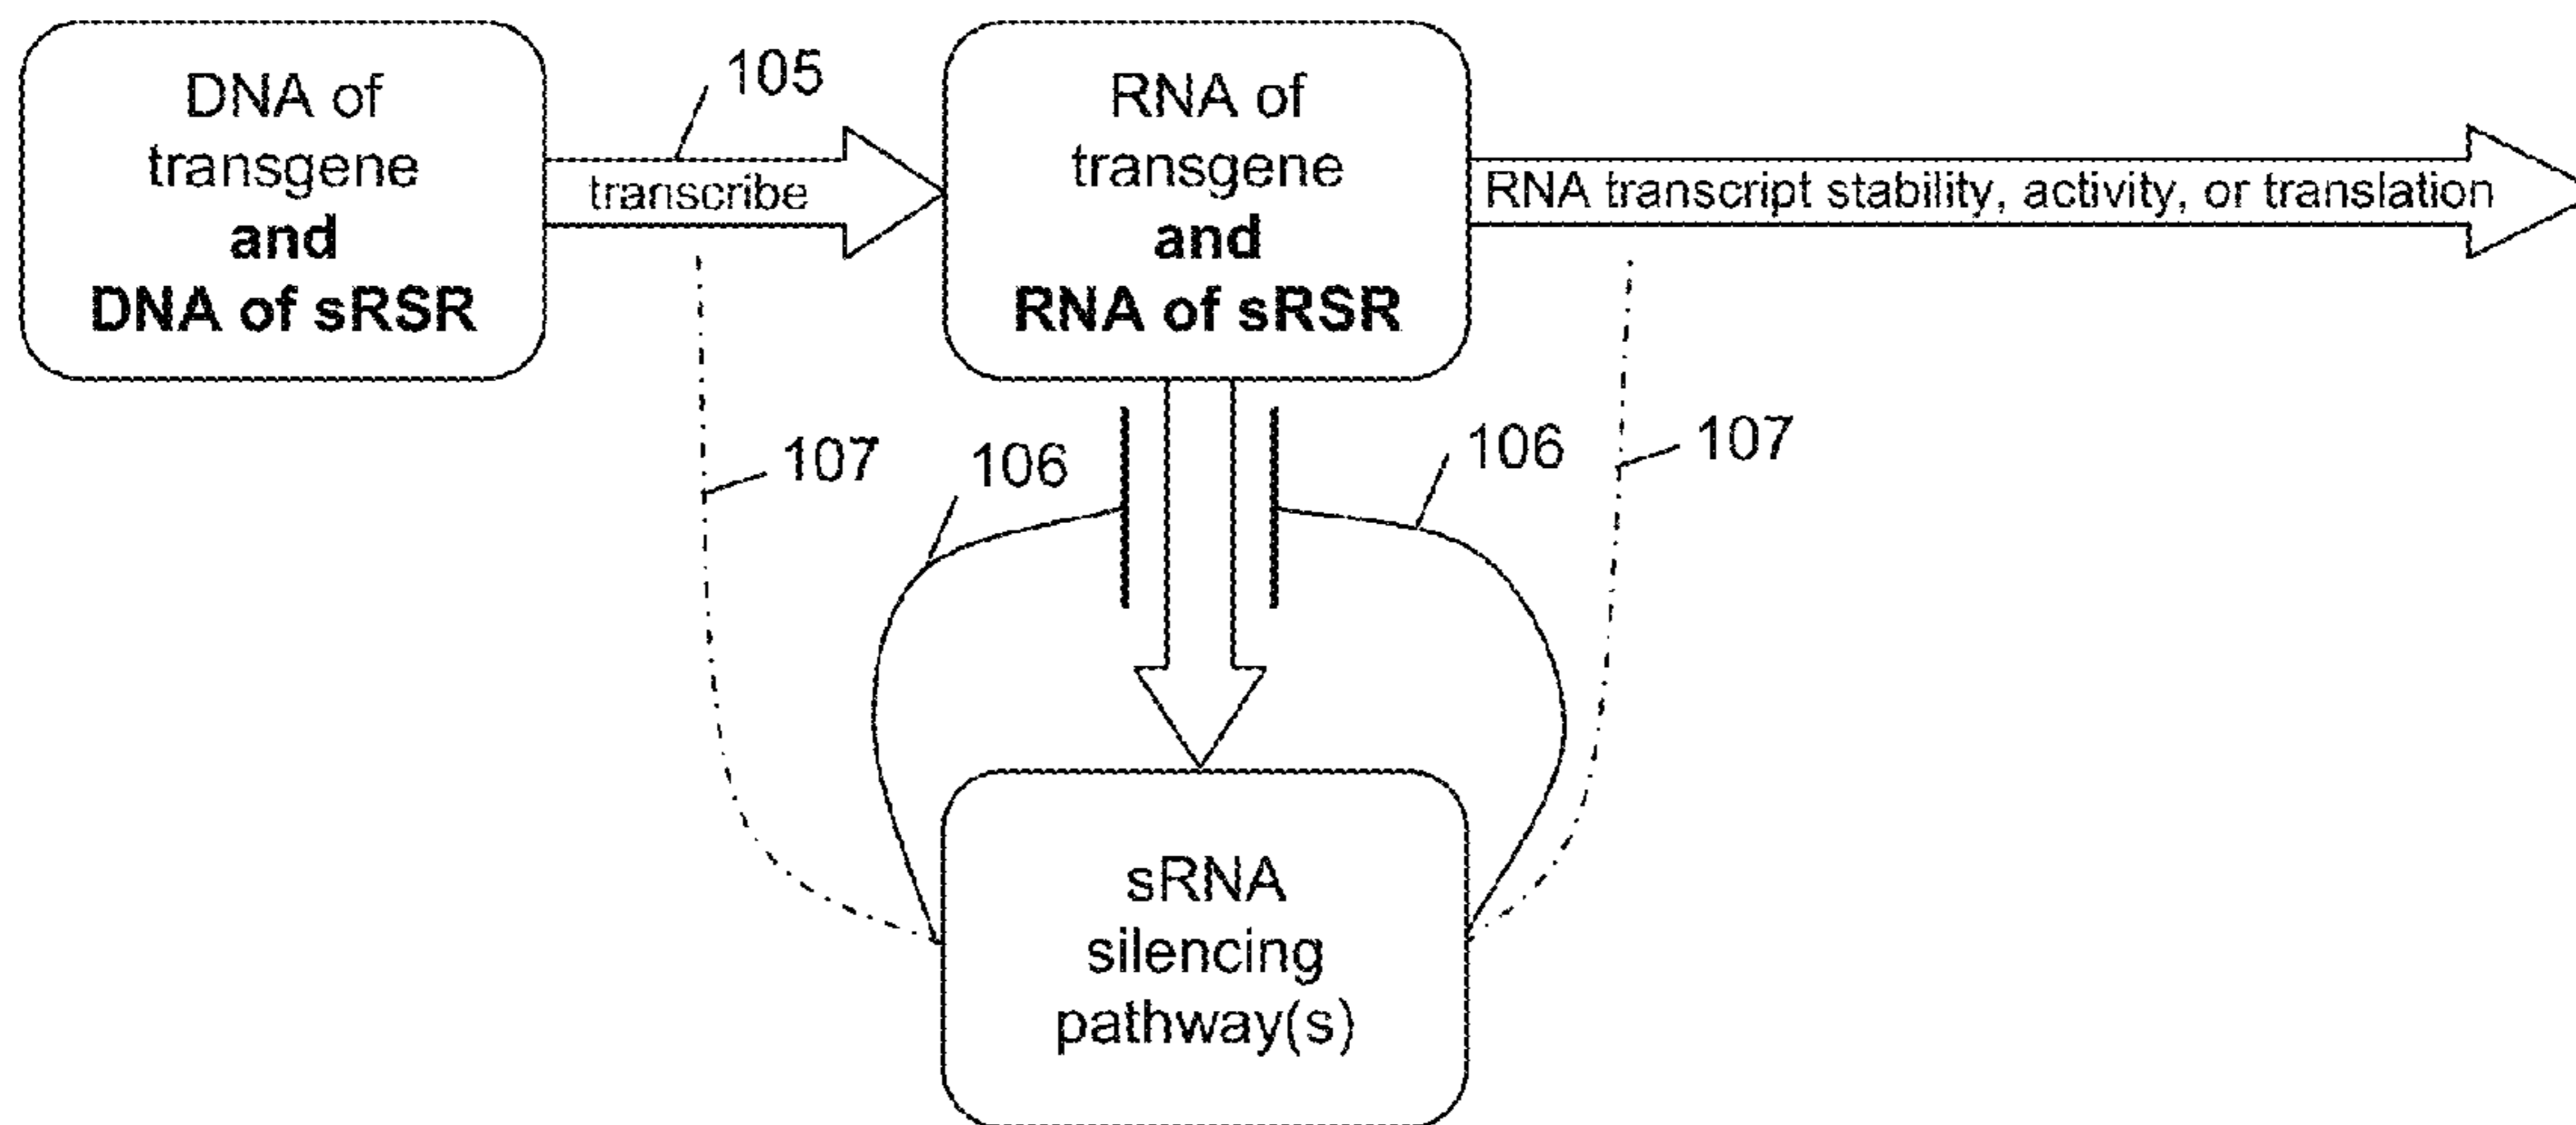 DNA of
transgene
and
DNA of sRSR
105
transcribe
RNA of
transgene
and
RNA of sRSR
RNA transcript stability, activity, or translation
107
106
106
107
sRNA
silencing
pathway(s)